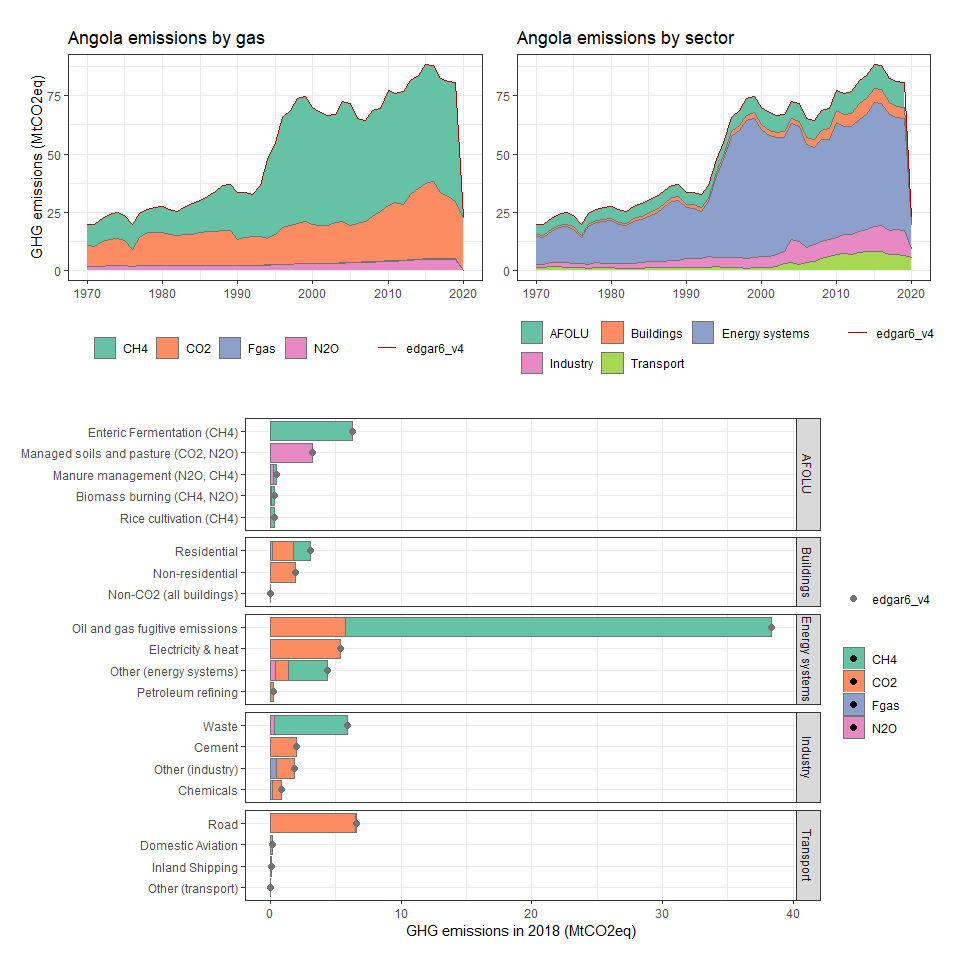 Angola emissions by gas
Angola emissions by sector
GHG emissions (MtCO2eq)
75
50
25
0
1970 1980 1990 2000 2010 2020
75
50
25
0
1970 1980 1990 2000 2010 2020
CH4 CO2 Fgas N2O edgar6_v4
AFOLU Buildings Energy systems edgar6_v4
Industry Transport
Enteric Fermentation (CH4)
Managed soils and pasture (CO2, N2O)
Manure management (N2O, CH4)
Biomass burning (CH4, N2O)
Rice cultivation (CH4)
AFOLU
Residential
Non-residential
Non-CO2 (all buildings)
Buildings
Oil and gas fugitive emissions
Electricity & heat
Other (energy systems)
Petroleum refining
Energy systems
Waste
Cement
Other (industry)
Chemicals
Industry
Road
Domestic Aviation
Inland Shipping
Other (transport)
Transport
0 10 20 30 40
GHG emissions in 2018 (MtCO2eq)
edgar6_v4
CH4
CO2
Fgas
N2O